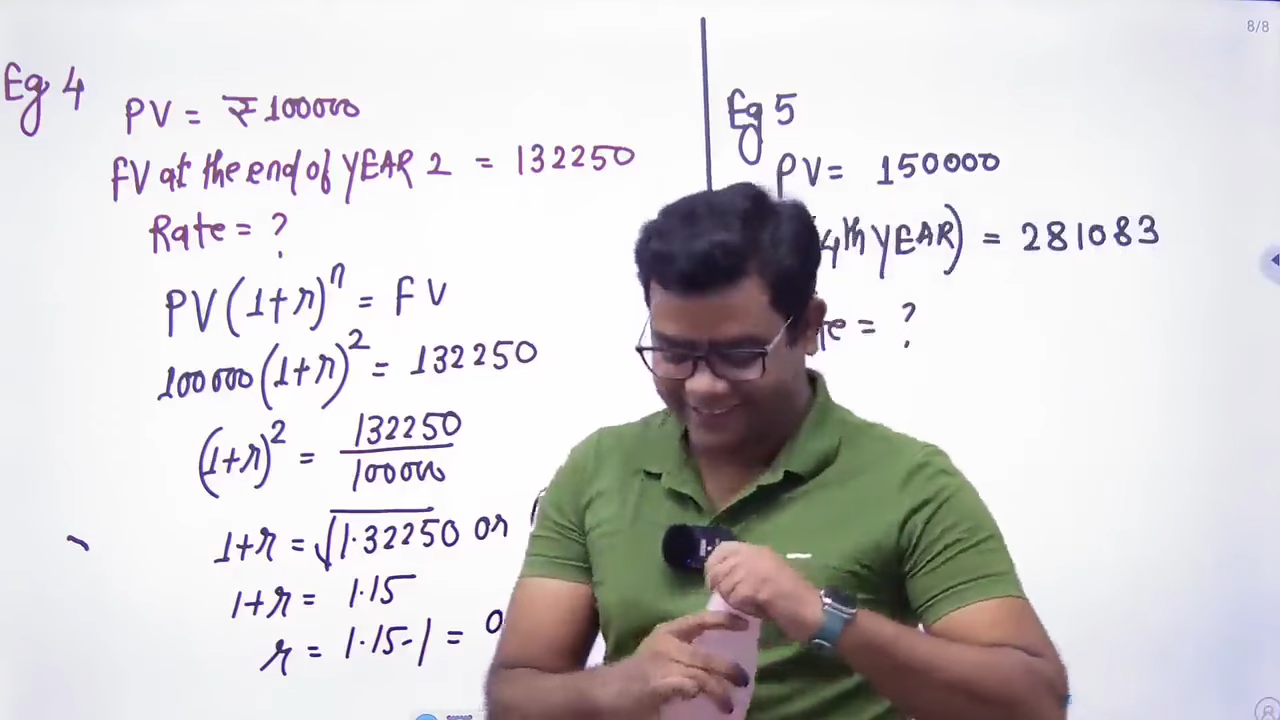 8/8
Eg 4
PV = ₹100000
FV at the end of YEAR 2 = 132250
Rate = ?
PV(1+r)^n = FV
100000(1+r)^2 = 132250
(1+r)^2 = 132250/100000
1+r = √1.32250 or
1+r = 1.15
r = 1.15-1 =
Eg 5
PV = 150000
4th YEAR) = 281083
= ?